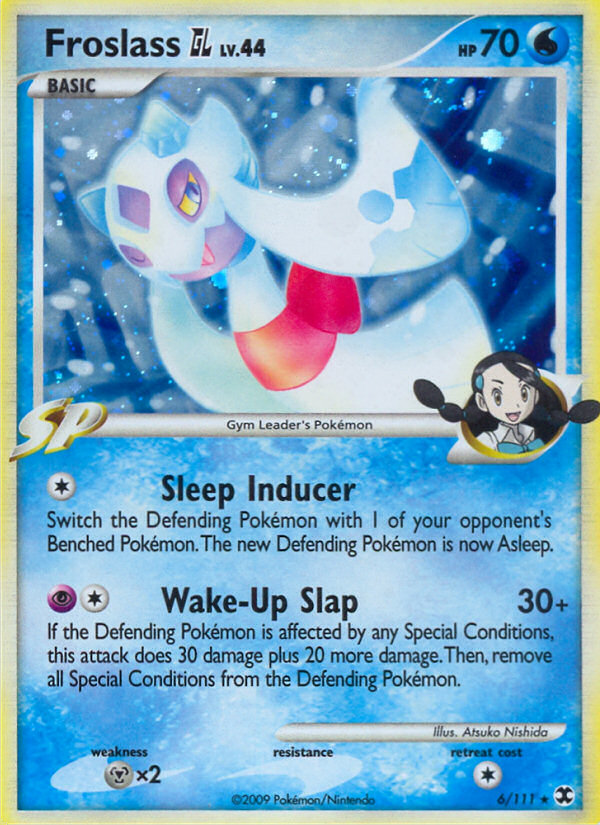 Froslass GL LV.44 HP 70
BASIC
SP
Gym Leader's Pokémon
Sleep Inducer
Switch the Defending Pokémon with 1 of your opponent's
Benched Pokémon. The new Defending Pokémon is now Asleep.
Wake-Up Slap 30+
If the Defending Pokémon is affected by any Special Conditions,
this attack does 30 damage plus 20 more damage. Then, remove
all Special Conditions from the Defending Pokémon.
Illus. Atsuko Nishida
weakness resistance retreat cost
×2
©2009 Pokémon/Nintendo 6/111 ★